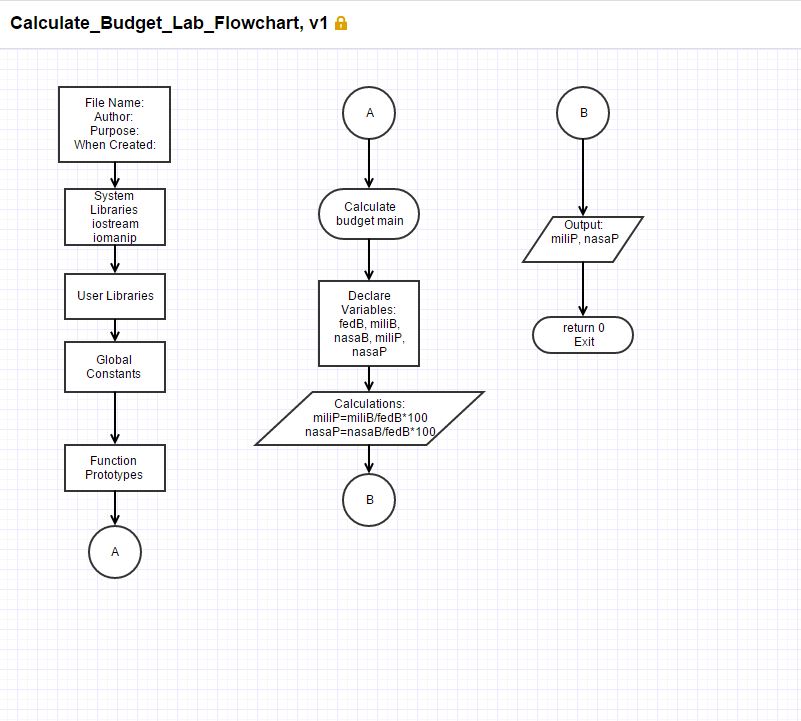 Calculate_Budget_Lab_Flowchart, v1
File Name:
Author:
Purpose:
When Created:
System
Libraries
iostream
iomanip
User Libraries
Global
Constants
Function
Prototypes
A
A
Calculate
budget main
Declare
Variables:
fedB, miliB,
nasaB, miliP,
nasaP
Calculations:
miliP=miliB/fedB*100
nasaP=nasaB/fedB*100
B
B
Output:
miliP, nasaP
return 0
Exit